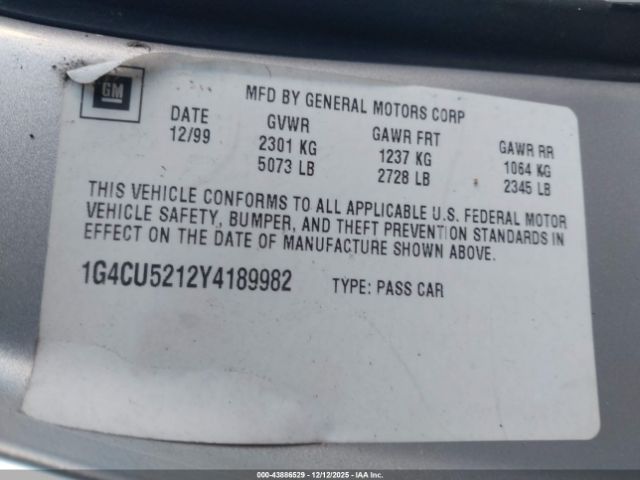 GM
MFD BY GENERAL MOTORS CORP
DATE GVWR GAWR FRT GAWR RR
12/99 2301 KG 1237 KG 1064 KG
5073 LB 2728 LB 2345 LB
THIS VEHICLE CONFORMS TO ALL APPLICABLE U.S. FEDERAL MOTOR
VEHICLE SAFETY, BUMPER, AND THEFT PREVENTION STANDARDS IN
EFFECT ON THE DATE OF MANUFACTURE SHOWN ABOVE.
1G4CU5212Y4189982 TYPE: PASS CAR
000-43886529 - 12/12/2025 - IAA Inc.